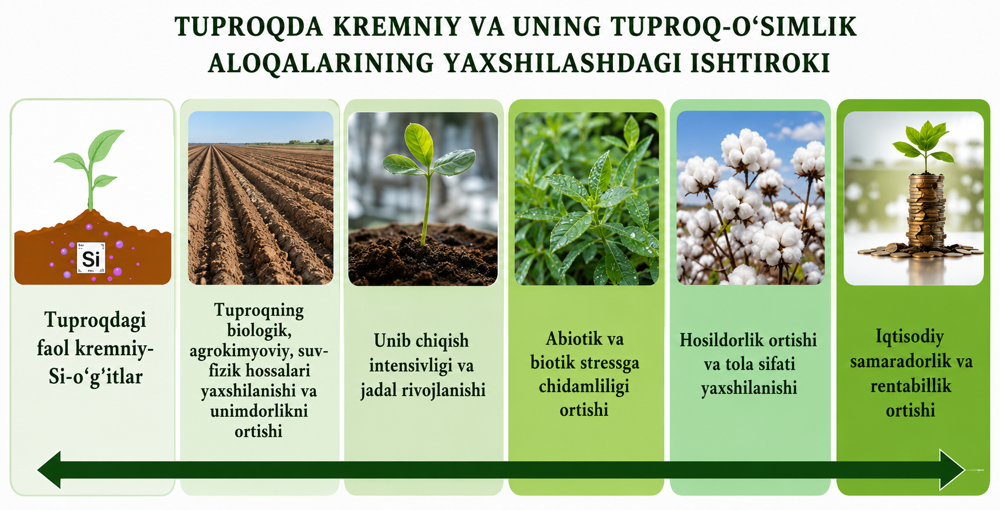 TUPROQDA KREMNIY VA UNING TUPROQ-O‘SIMLIK
ALOQALARINING YAXSHILASHDAGI ISHTIROKI
Si
Tuproqdagi
faol kremniy-
Si-o‘g’itlar
Tuproqning
biologik,
agrokimyoviy, suv-
fizik hossalari
yaxshilanishi va
unimdorlikni
ortishi
Unib chiqish
intensivligi va
jadal rivojlanishi
Abiotik va
biotik stressga
chidamliligi
ortishi
Hosildorlik ortishi
va tola sifati
yaxshilanishi
Iqtisodiy
samaradorlik va
rentabillik
ortishi